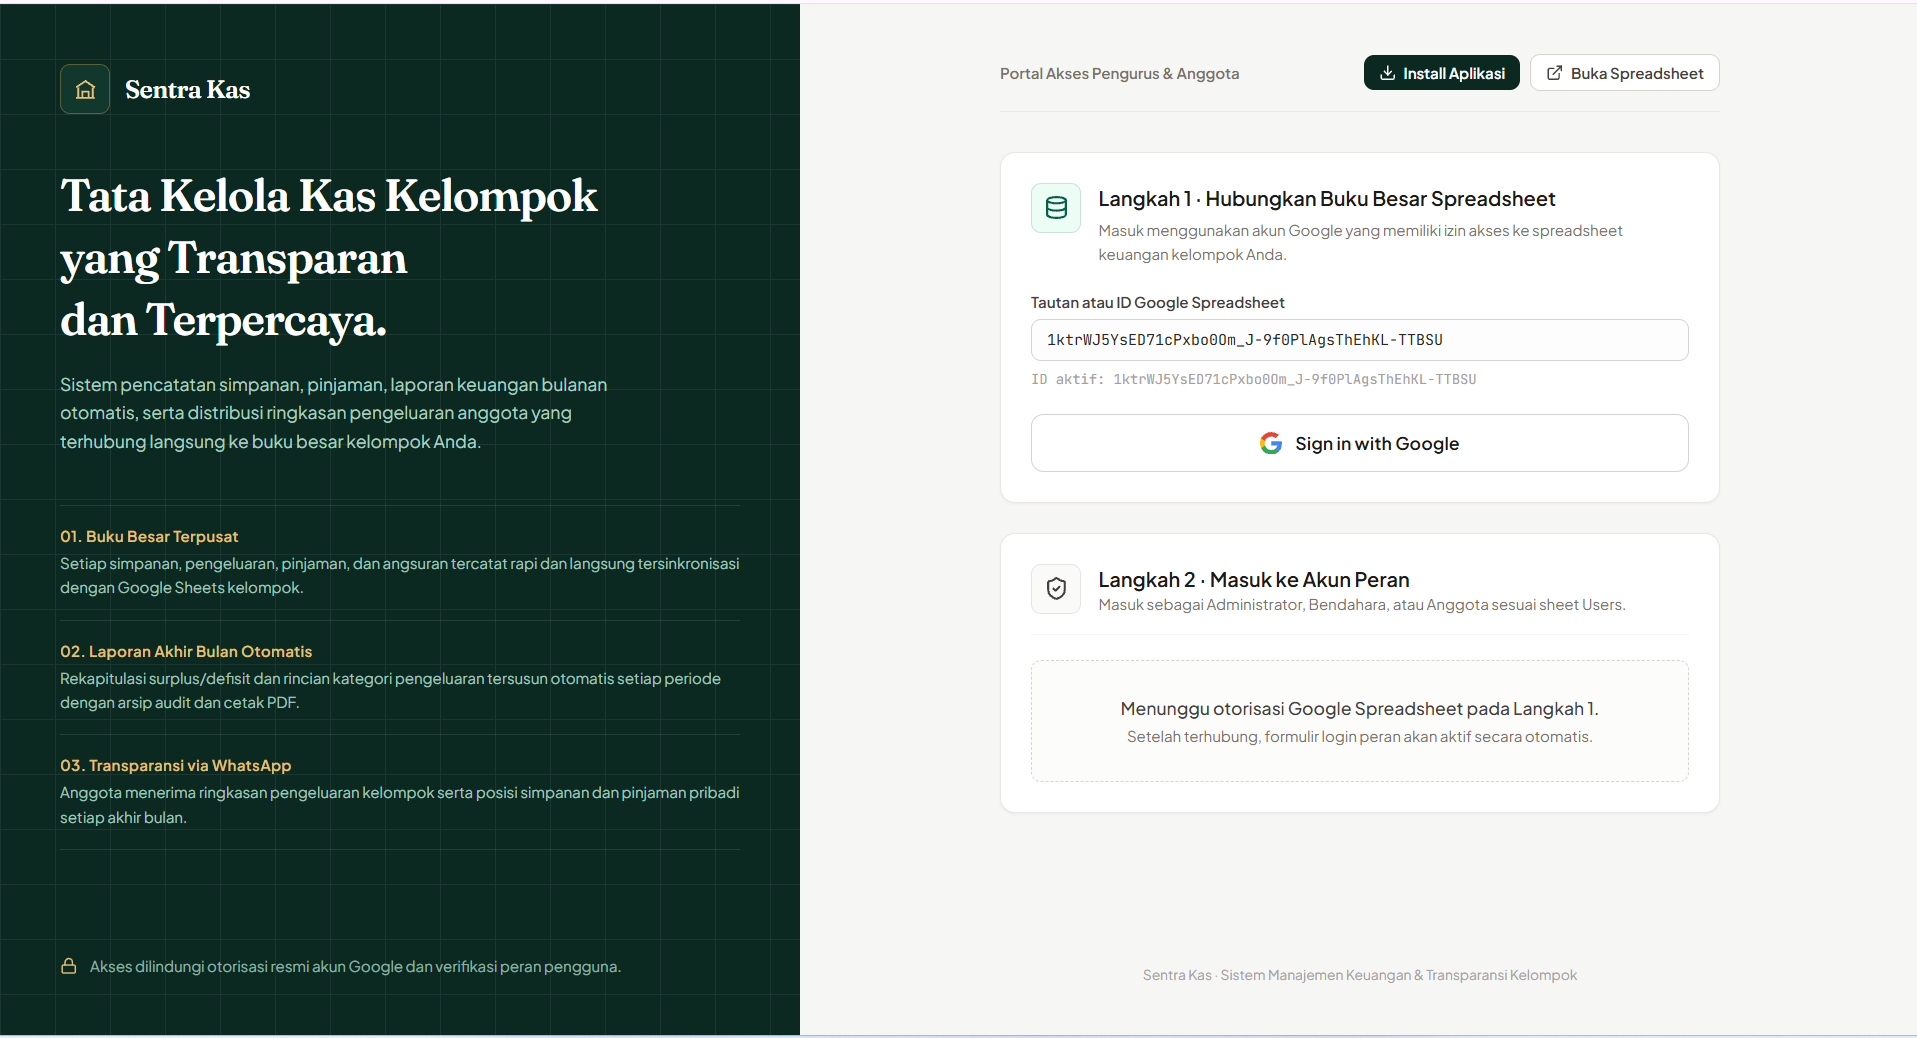 Sentra Kas
Tata Kelola Kas Kelompok
yang Transparan
dan Terpercaya.
Sistem pencatatan simpanan, pinjaman, laporan keuangan bulanan
otomatis, serta distribusi ringkasan pengeluaran anggota yang
terhubung langsung ke buku besar kelompok Anda.
01. Buku Besar Terpusat
Setiap simpanan, pengeluaran, pinjaman, dan angsuran tercatat rapi dan langsung tersinkronisasi
dengan Google Sheets kelompok.
02. Laporan Akhir Bulan Otomatis
Rekapitulasi surplus/defisit dan rincian kategori pengeluaran tersusun otomatis setiap periode
dengan arsip audit dan cetak PDF.
03. Transparansi via WhatsApp
Anggota menerima ringkasan pengeluaran kelompok serta posisi simpanan dan pinjaman pribadi
setiap akhir bulan.
Akses dilindungi otorisasi resmi akun Google dan verifikasi peran pengguna.
Portal Akses Pengurus & Anggota
Install Aplikasi
Buka Spreadsheet
Langkah 1 · Hubungkan Buku Besar Spreadsheet
Masuk menggunakan akun Google yang memiliki izin akses ke spreadsheet
keuangan kelompok Anda.
Tautan atau ID Google Spreadsheet
1ktrWJ5YsED71cPxbo0Om_J-9f0PlAgsThEhKL-TTBSU
ID aktif: 1ktrWJ5YsED71cPxbo0Om_J-9f0PlAgsThEhKL-TTBSU
Sign in with Google
Langkah 2 · Masuk ke Akun Peran
Masuk sebagai Administrator, Bendahara, atau Anggota sesuai sheet Users.
Menunggu otorisasi Google Spreadsheet pada Langkah 1.
Setelah terhubung, formulir login peran akan aktif secara otomatis.
Sentra Kas · Sistem Manajemen Keuangan & Transparansi Kelompok